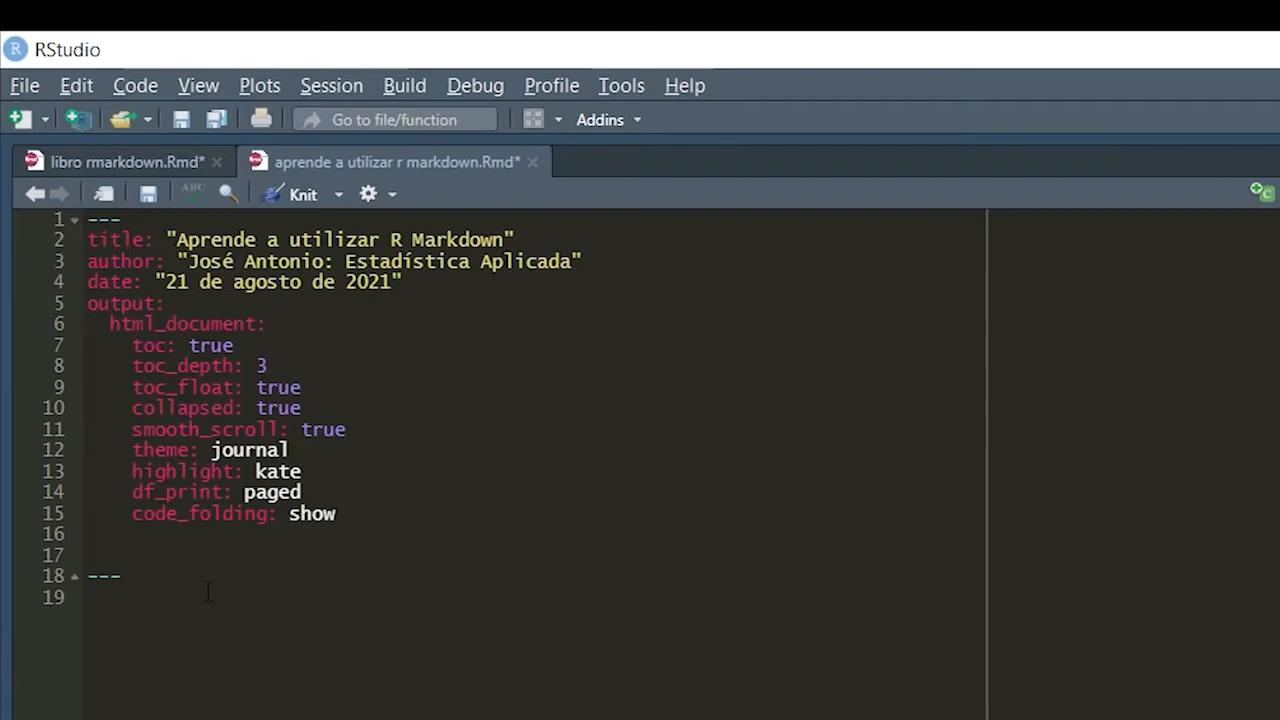 RStudio
File Edit Code View Plots Session Build Debug Profile Tools Help
Go to file/function Addins
libro rmarkdown.Rmd* aprende a utilizar r markdown.Rmd*
ABC Knit
1 ---
2 title: "Aprende a utilizar R Markdown"
3 author: "José Antonio: Estadística Aplicada"
4 date: "21 de agosto de 2021"
5 output:
6 html_document:
7 toc: true
8 toc_depth: 3
9 toc_float: true
10 collapsed: true
11 smooth_scroll: true
12 theme: journal
13 highlight: kate
14 df_print: paged
15 code_folding: show
16
17
18 ---
19